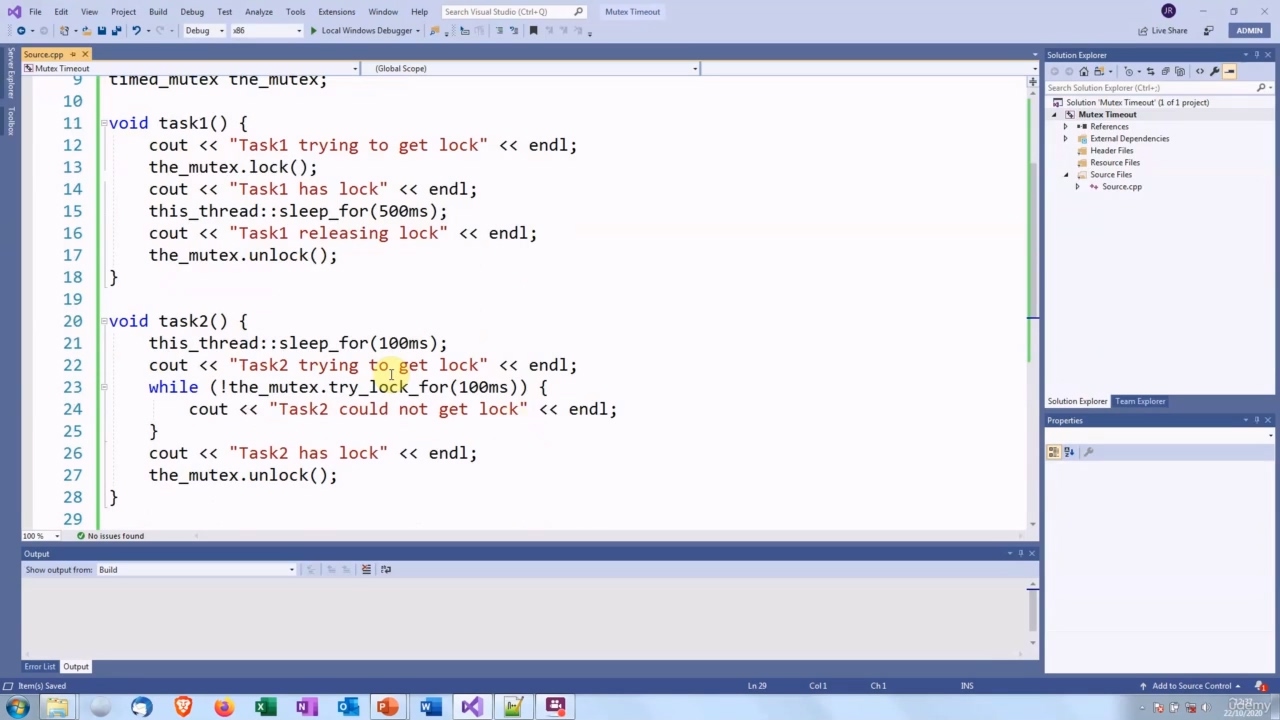 File Edit View Project Build Debug Test Analyze Tools Extensions Window Help Search Visual Studio (Ctrl+Q) Mutex Timeout JR
Debug x86 Local Windows Debugger Live Share ADMIN
Server Explorer
Toolbox
Source.cpp
Mutex Timeout (Global Scope)
9 timed_mutex the_mutex;
10
11 void task1() {
12 cout << "Task1 trying to get lock" << endl;
13 the_mutex.lock();
14 cout << "Task1 has lock" << endl;
15 this_thread::sleep_for(500ms);
16 cout << "Task1 releasing lock" << endl;
17 the_mutex.unlock();
18 }
19
20 void task2() {
21 this_thread::sleep_for(100ms);
22 cout << "Task2 trying to get lock" << endl;
23 while (!the_mutex.try_lock_for(100ms)) {
24 cout << "Task2 could not get lock" << endl;
25 }
26 cout << "Task2 has lock" << endl;
27 the_mutex.unlock();
28 }
29
100 % No issues found
Output
Show output from: Build
Error List Output
Solution Explorer
Search Solution Explorer (Ctrl+;)
Solution 'Mutex Timeout' (1 of 1 project)
Mutex Timeout
References
External Dependencies
Header Files
Resource Files
Source Files
Source.cpp
Solution Explorer Team Explorer
Properties
Item(s) Saved Ln 29 Col 1 Ch 1 INS Add to Source Control 1
udemy
22/10/2020